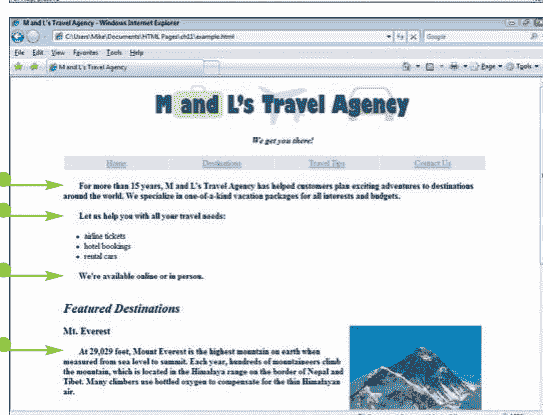 M and L's Travel Agency - Windows Internet Explorer
C:\Users\Mike\Documents\HTML Pages\ch11\example.html
Google
File Edit View Favorites Tools Help
M and L's Travel Agency
Page Tools
M and L's Travel Agency
We get you there!
Home Destinations Travel Tips Contact Us
For more than 15 years, M and L's Travel Agency has helped customers plan exciting adventures to destinations
around the world. We specialize in one-of-a-kind vacation packages for all interests and budgets.
Let us help you with all your travel needs:
• airline tickets
• hotel bookings
• rental cars
We're available online or in person.
Featured Destinations
Mt. Everest
At 29,029 feet, Mount Everest is the highest mountain on earth when
measured from sea level to summit. Each year, hundreds of mountaineers climb
the mountain, which is located in the Himalaya range on the border of Nepal and
Tibet. Many climbers use bottled oxygen to compensate for the thin Himalayan
air.